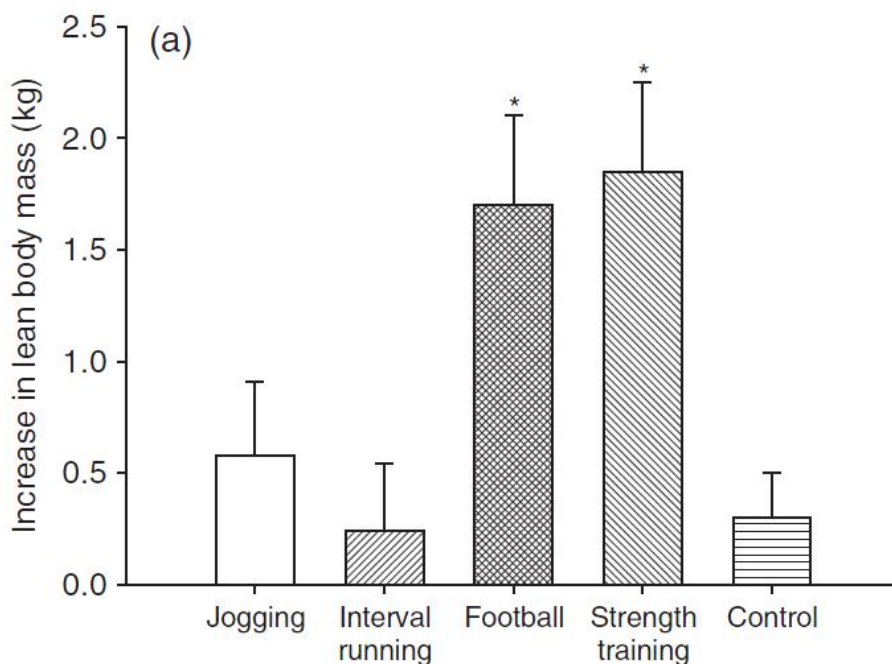 (a)
Increase in lean body mass (kg)
2.5
2.0
1.5
1.0
0.5
0.0
*
*
Jogging
Interval
running
Football
Strength
training
Control